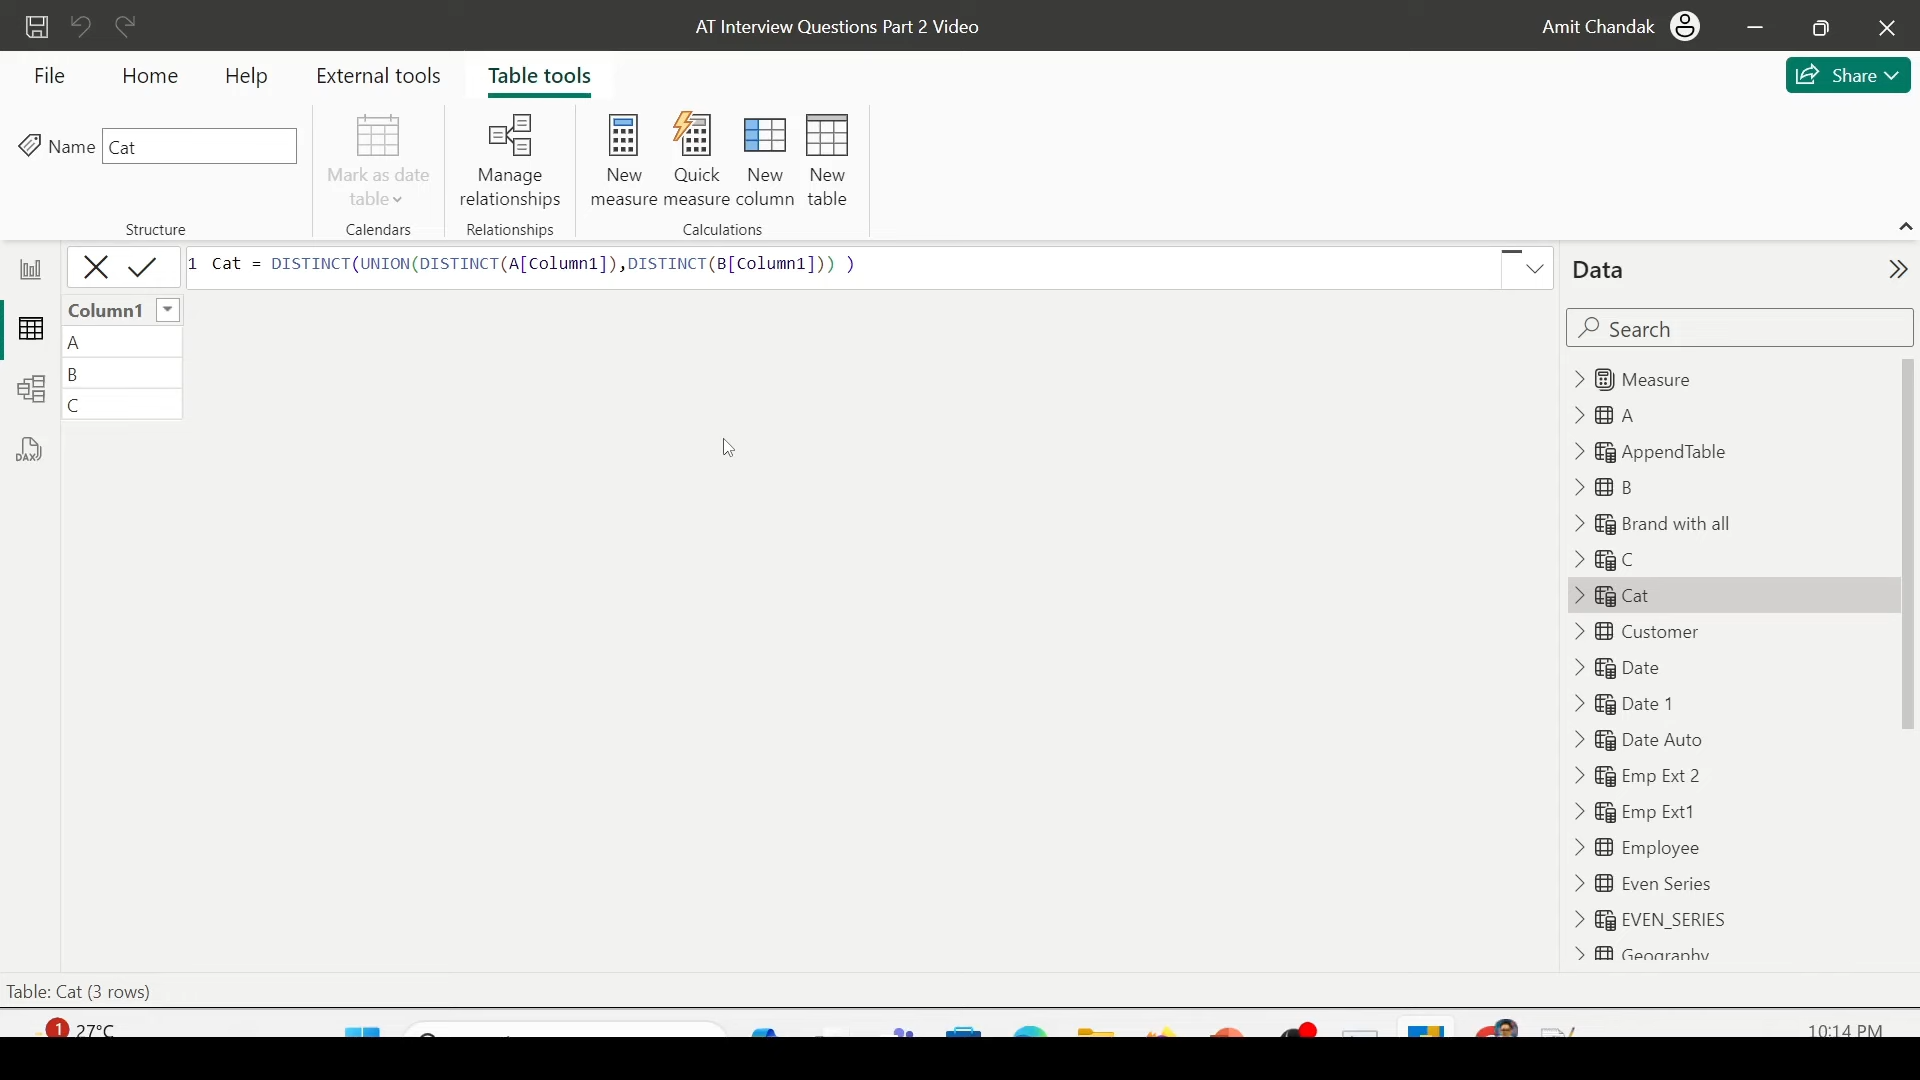 AT Interview Questions Part 2 Video
Amit Chandak
File Home Help External tools Table tools
Share
Name Cat
Mark as date table
Manage relationships
New measure
Quick measure
New column
New table
Structure
Calendars
Relationships
Calculations
1 Cat = DISTINCT(UNION(DISTINCT(A[Column1]),DISTINCT(B[Column1])) )
Column1
A
B
C
DAX
Data
Search
Measure
A
AppendTable
B
Brand with all
C
Cat
Customer
Date
Date 1
Date Auto
Emp Ext 2
Emp Ext1
Employee
Even Series
EVEN_SERIES
Geography
Table: Cat (3 rows)
1 27°C
10:14 PM